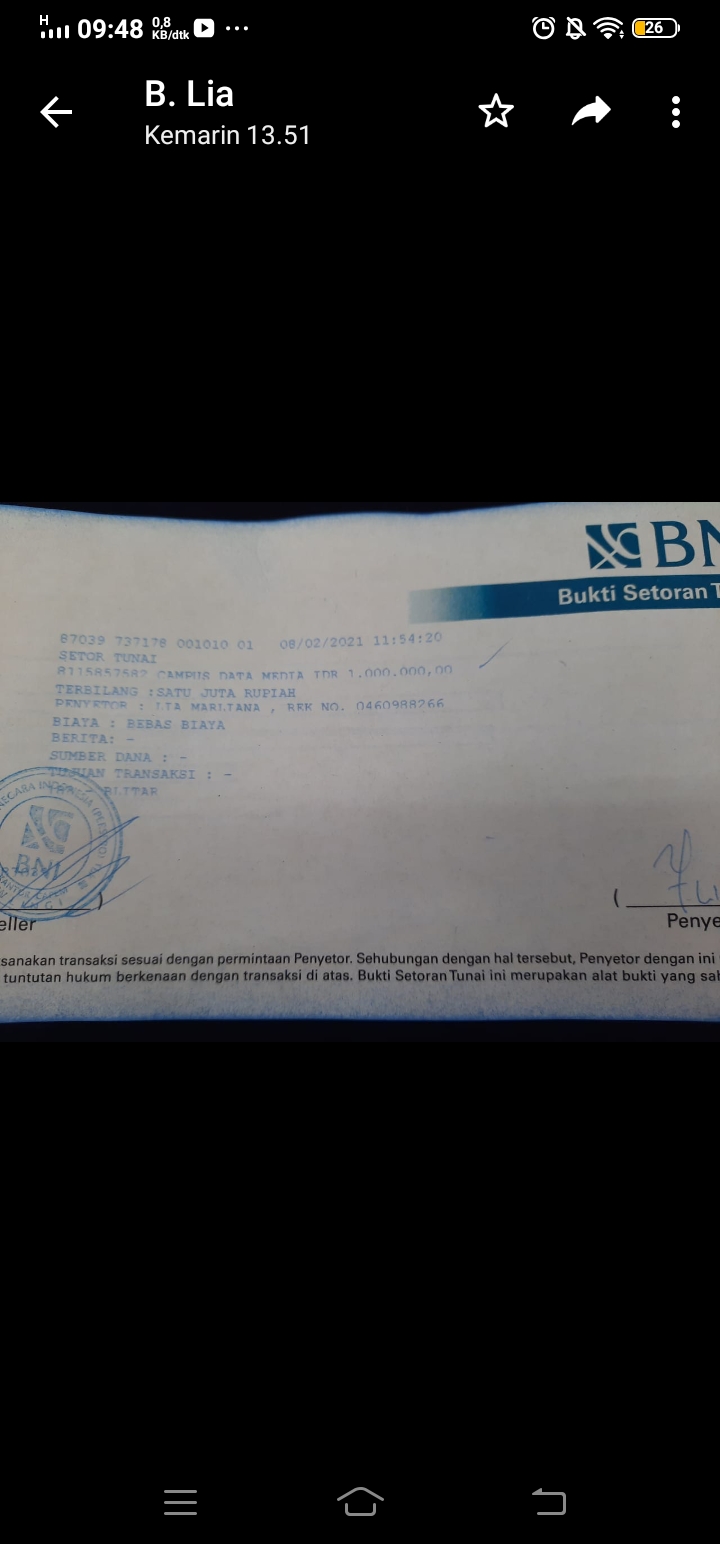 H 09:48 0,8 KB/dtk 26
B. Lia
Kemarin 13.51
BN
Bukti Setoran T
87039 737178 001010 01 08/02/2021 11:54:20
SETOR TUNAI
8115857582 CAMPUS DATA MEDIA IDR 1.000.000,00
TERBILANG :SATU JUTA RUPIAH
PENYETOR : LIA MARLIANA , REK NO. 0460988266
BIAYA : BEBAS BIAYA
BERITA: -
SUMBER DANA : -
TUJUAN TRANSAKSI : -
BLITAR
NEGARA INDONESIA
BNI
( )
eller
(
Penye
sanakan transaksi sesuai dengan permintaan Penyetor. Sehubungan dengan hal tersebut, Penyetor dengan ini
tuntutan hukum berkenaan dengan transaksi di atas. Bukti Setoran Tunai ini merupakan alat bukti yang sah